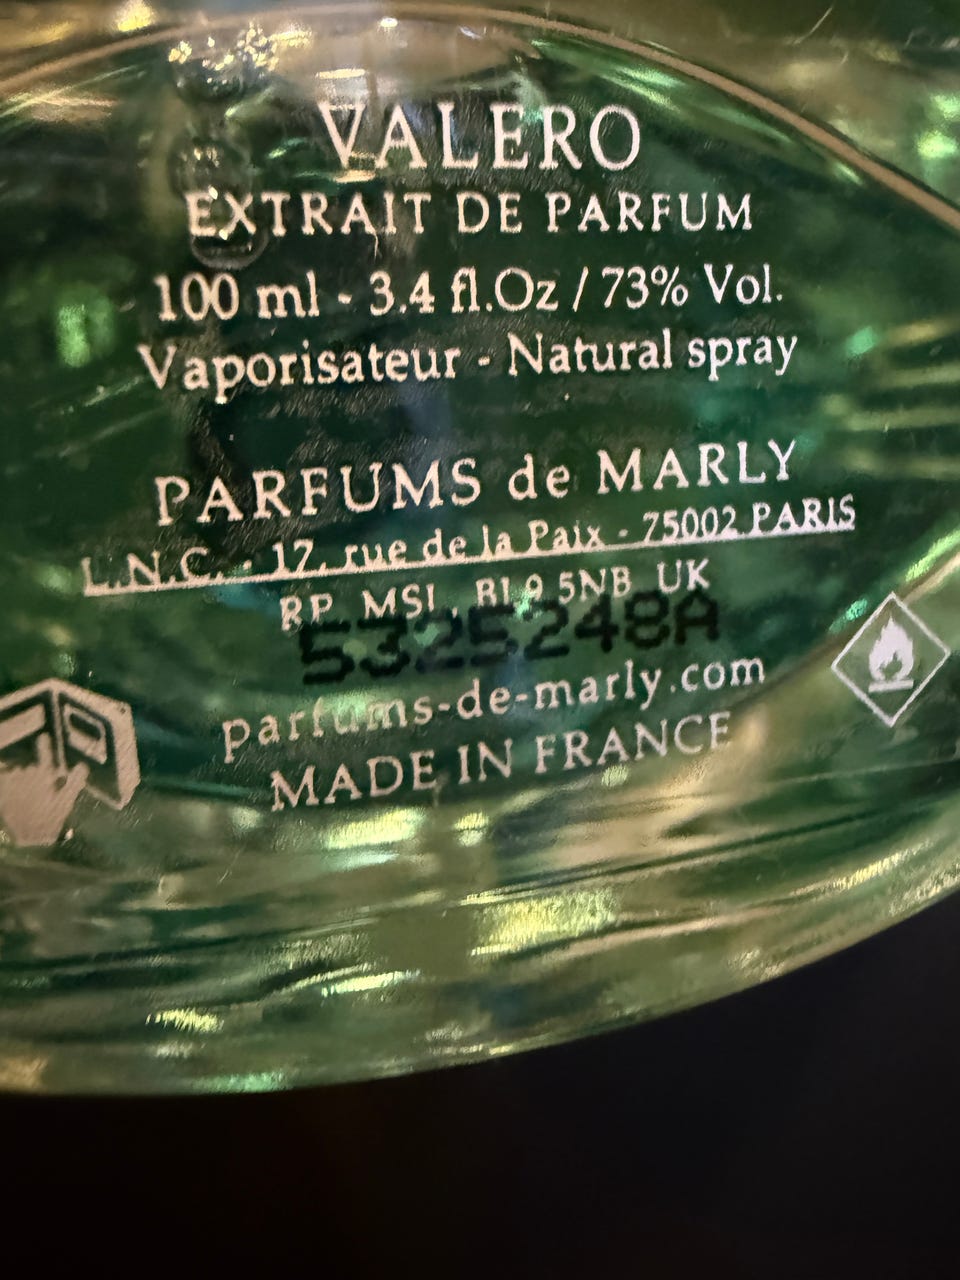 VALERO
EXTRAIT DE PARFUM
100 ml - 3.4 fl.Oz / 73% Vol.
Vaporisateur - Natural spray
PARFUMS de MARLY
L.N.C. - 17, rue de la Paix - 75002 PARIS
RP MSL, BL9 5NB UK
5325248A
parfums-de-marly.com
MADE IN FRANCE